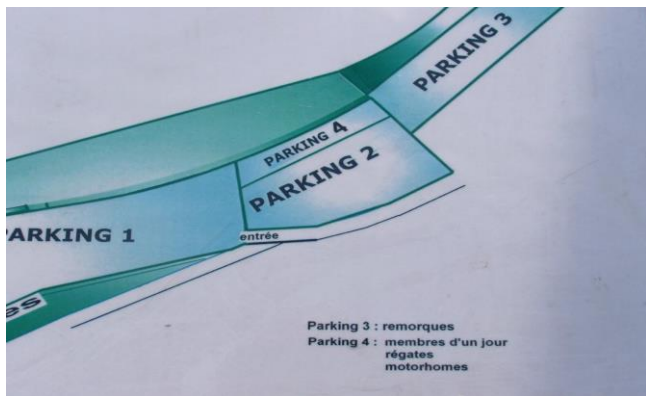 PARKING 3
PARKING 4
PARKING 2
PARKING 1
entrée
es
Parking 3 : remorques
Parking 4 : membres d'un jour
régates
motorhomes